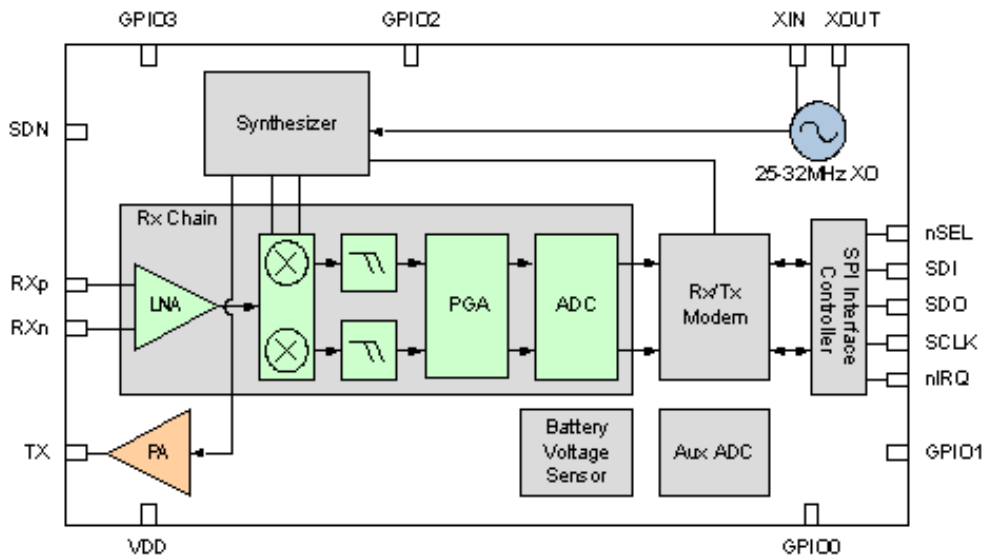 GPIO3
GPIO2
XIN
XOUT
SDN
Synthesizer
25-32MHz XO
Rx Chain
nSEL
SDI
SDO
SCLK
nIRQ
RXp
RXn
LNA
PGA
ADC
Rx/Tx
Modem
SPI Interface
Controller
TX
PA
Battery
Voltage
Sensor
Aux ADC
GPIO1
VDD
GPIO0